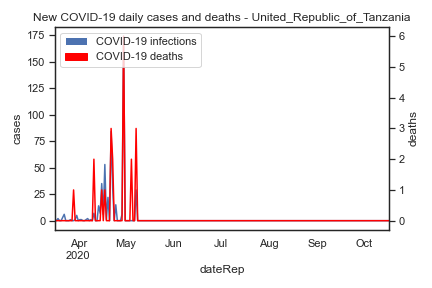 New COVID-19 daily cases and deaths - United_Republic_of_Tanzania
COVID-19 infections
COVID-19 deaths
175
150
125
100
75
50
25
0
cases
6
5
4
3
2
1
0
deaths
Apr May Jun Jul Aug Sep Oct
2020
dateRep